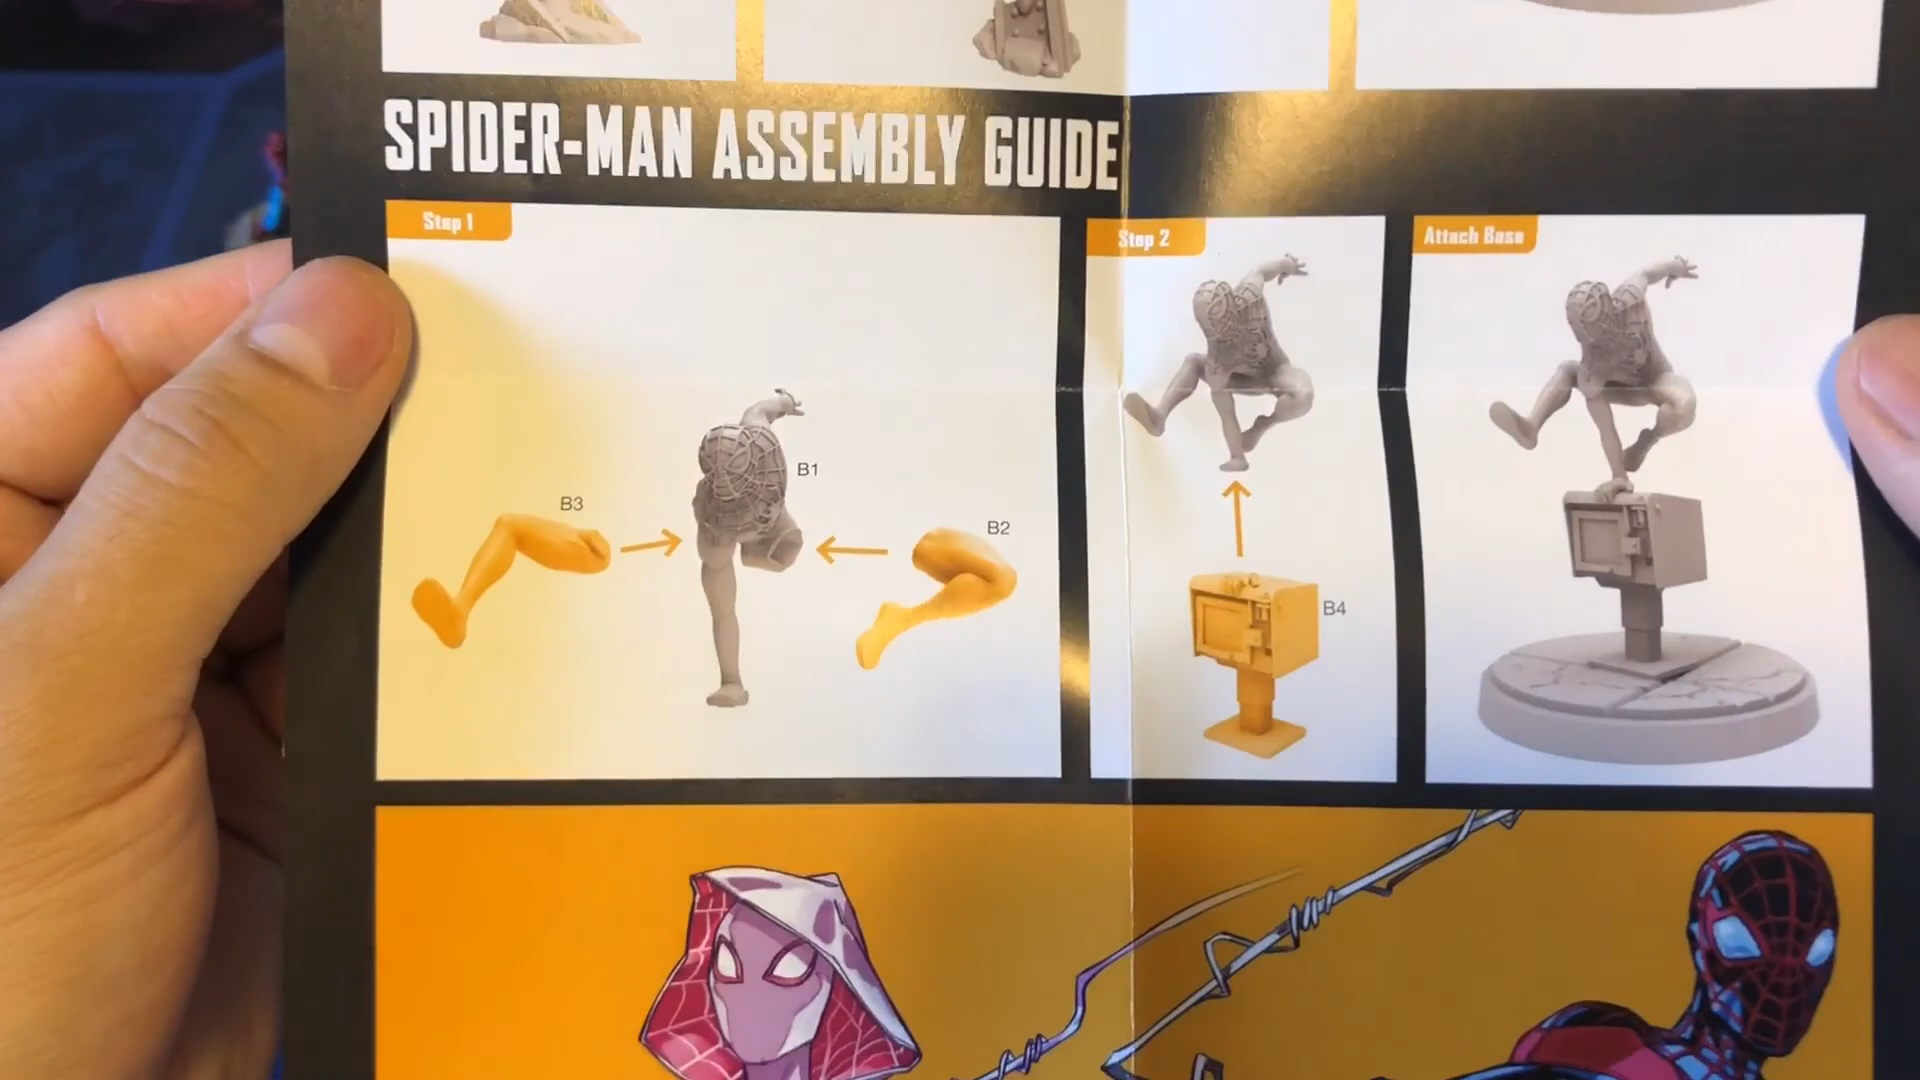 SPIDER-MAN ASSEMBLY GUIDE
Step 1
Step 2
Attach Base
B1
B3
B2
B4